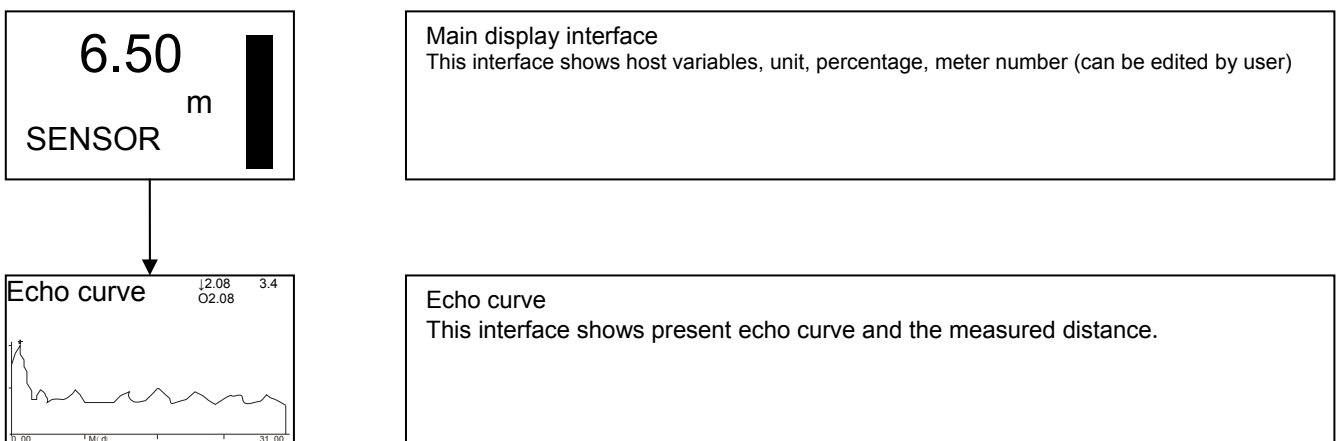 6.50
m
SENSOR
Main display interface
This interface shows host variables, unit, percentage, meter number (can be edited by user)
Echo curve
↓2.08 3.4
O2.08
0.00 M( d) 31.00
Echo curve
This interface shows present echo curve and the measured distance.